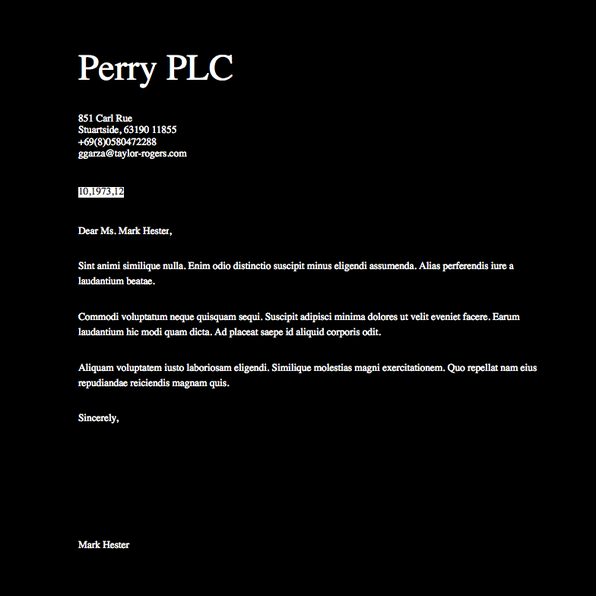 Perry PLC
851 Carl Rue
Stuartside, 63190 11855
+69(8)0580472288
ggarza@taylor-rogers.com
10,1973,12
Dear Ms. Mark Hester,
Sint animi similique nulla. Enim odio distinctio suscipit minus eligendi assumenda. Alias perferendis iure a
laudantium beatae.
Commodi voluptatum neque quisquam sequi. Suscipit adipisci minima dolores ut velit eveniet facere. Earum
laudantium hic modi quam dicta. Ad placeat saepe id aliquid corporis odit.
Aliquam voluptatem iusto laboriosam eligendi. Similique molestias magni exercitationem. Quo repellat nam eius
repudiandae reiciendis magnam quis.
Sincerely,
Mark Hester